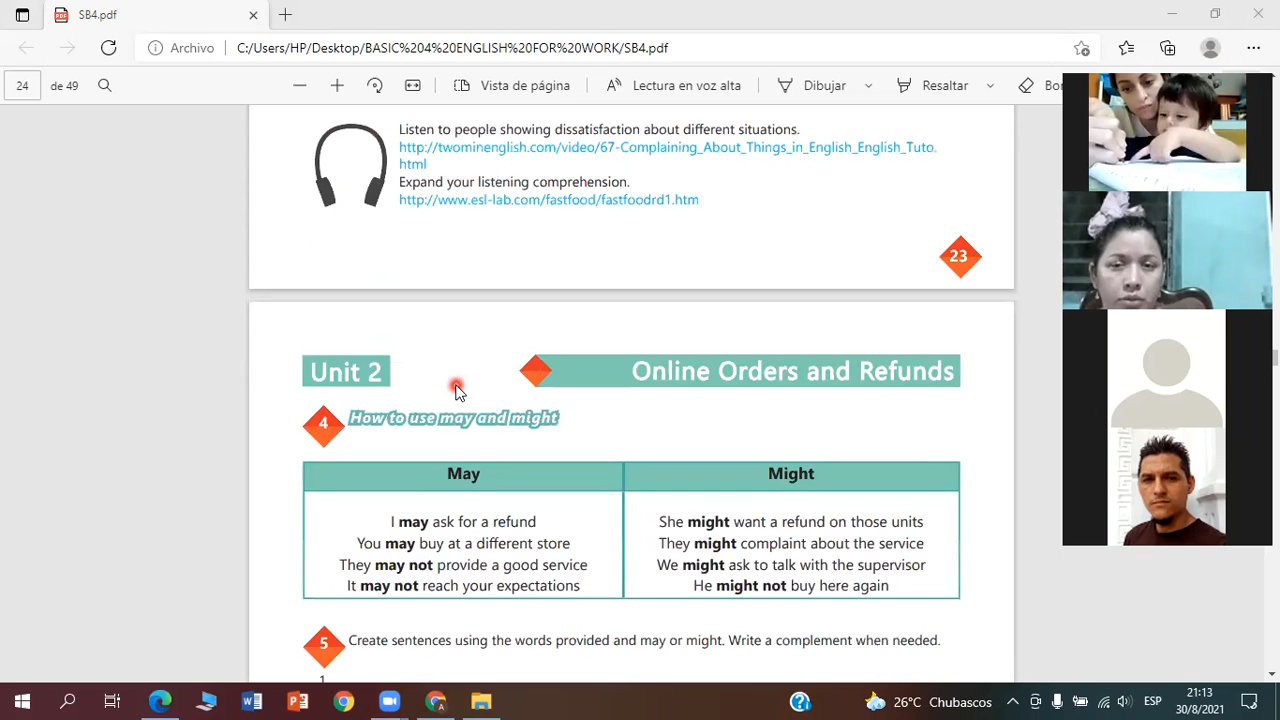 SB4.pdf
Archivo C:/Users/HP/Desktop/BASIC%204%20ENGLISH%20FOR%20WORK/SB4.pdf
24 de 49 Vista de página Lectura en voz alta Dibujar Resaltar
Listen to people showing dissatisfaction about different situations.
http://twominenglish.com/video/67-Complaining_About_Things_in_English_English_Tuto.
html
Expand your listening comprehension.
http://www.esl-lab.com/fastfood/fastfoodrd1.htm
23
Unit 2 Online Orders and Refunds
4 How to use may and might
May Might
I may ask for a refund She might want a refund on those units
You may buy at a different store They might complaint about the service
They may not provide a good service We might ask to talk with the supervisor
It may not reach your expectations He might not buy here again
5 Create sentences using the words provided and may or might. Write a complement when needed.
1
26°C Chubascos ESP 21:13
30/8/2021